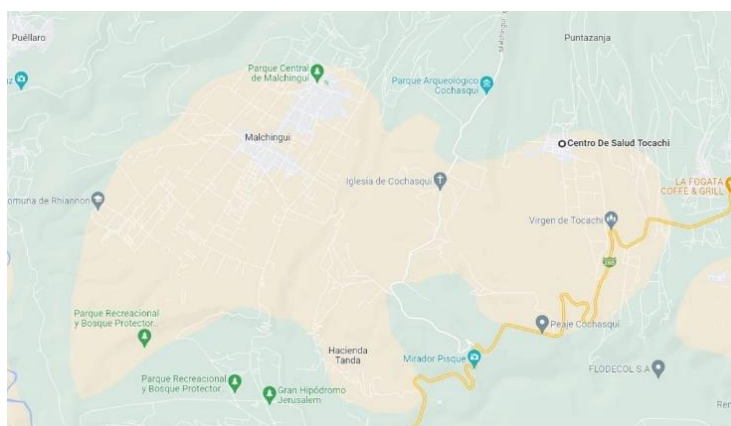 Puéllaro
Puntazanja
Parque Central
de Malchingui
Parque Arqueológico
Cochasqui
Malchingui
Centro De Salud Tocachi
Iglesia de Cochasqui
LA FOGATA
COFFE & GRILL
omuna de Rhiannon
Virgen de Tocachi
Parque Recreacional
y Bosque Protector...
Peaje Cochasqui
Hacienda
Tanda
Mirador Pisque
FLODECOL S.A
Parque Recreacional
y Bosque Protector...
Gran Hipódromo
Jerusalem